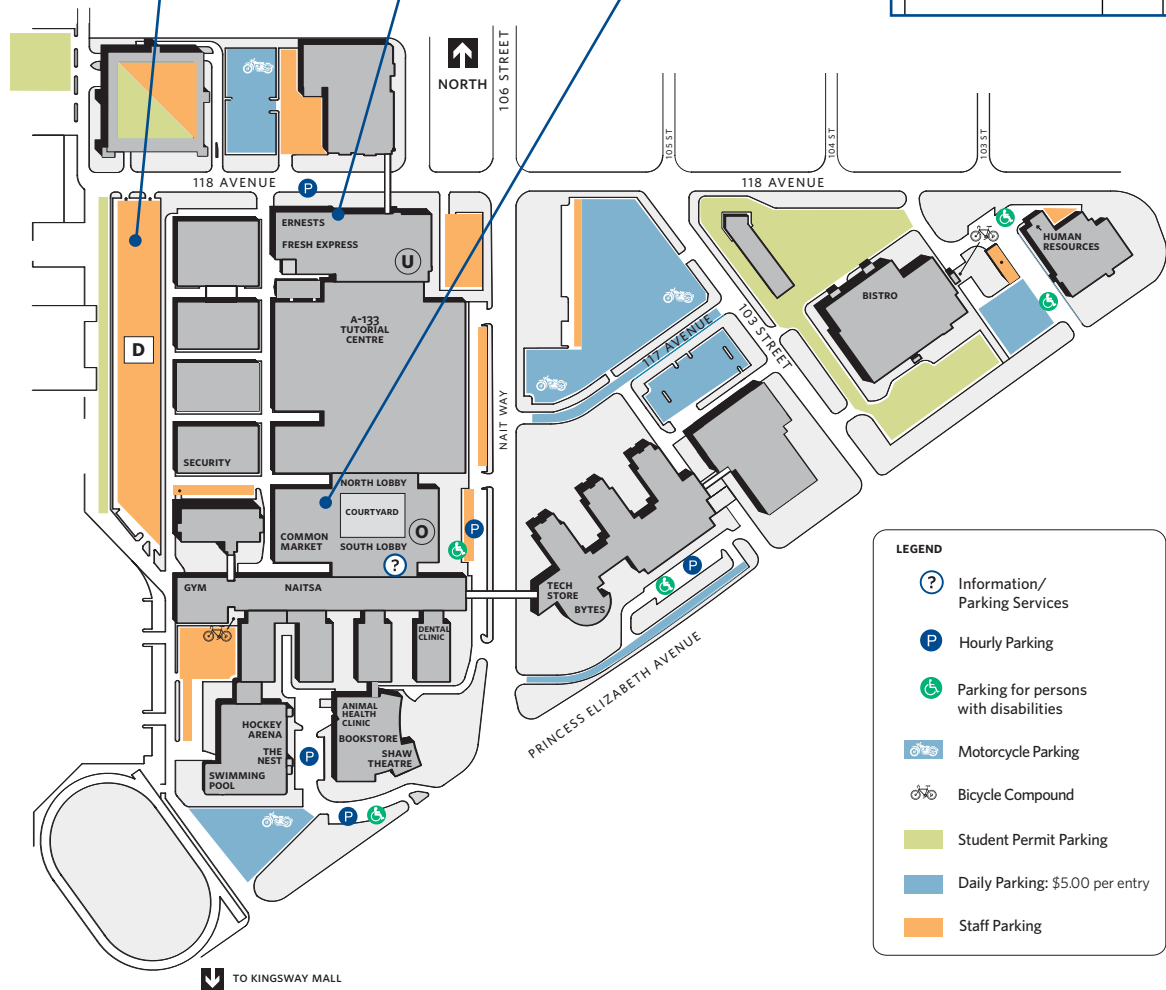 NORTH
106 STREET
105 ST
104 ST
103 ST
118 AVENUE
118 AVENUE
P
ERNESTS
FRESH EXPRESS
U
HUMAN
RESOURCES
BISTRO
A-133
TUTORIAL
CENTRE
D
117 AVENUE
103 STREET
NAIT WAY
SECURITY
NORTH LOBBY
COURTYARD
COMMON
MARKET
SOUTH LOBBY
O
P
?
GYM
NAITSA
TECH
STORE
BYTES
P
DENTAL
CLINIC
PRINCESS ELIZABETH AVENUE
ANIMAL
HEALTH
CLINIC
BOOKSTORE
SHAW
THEATRE
HOCKEY
ARENA
THE
NEST
SWIMMING
POOL
P
P
TO KINGSWAY MALL
LEGEND
? Information/
Parking Services
P Hourly Parking
Parking for persons
with disabilities
Motorcycle Parking
Bicycle Compound
Student Permit Parking
Daily Parking: $5.00 per entry
Staff Parking